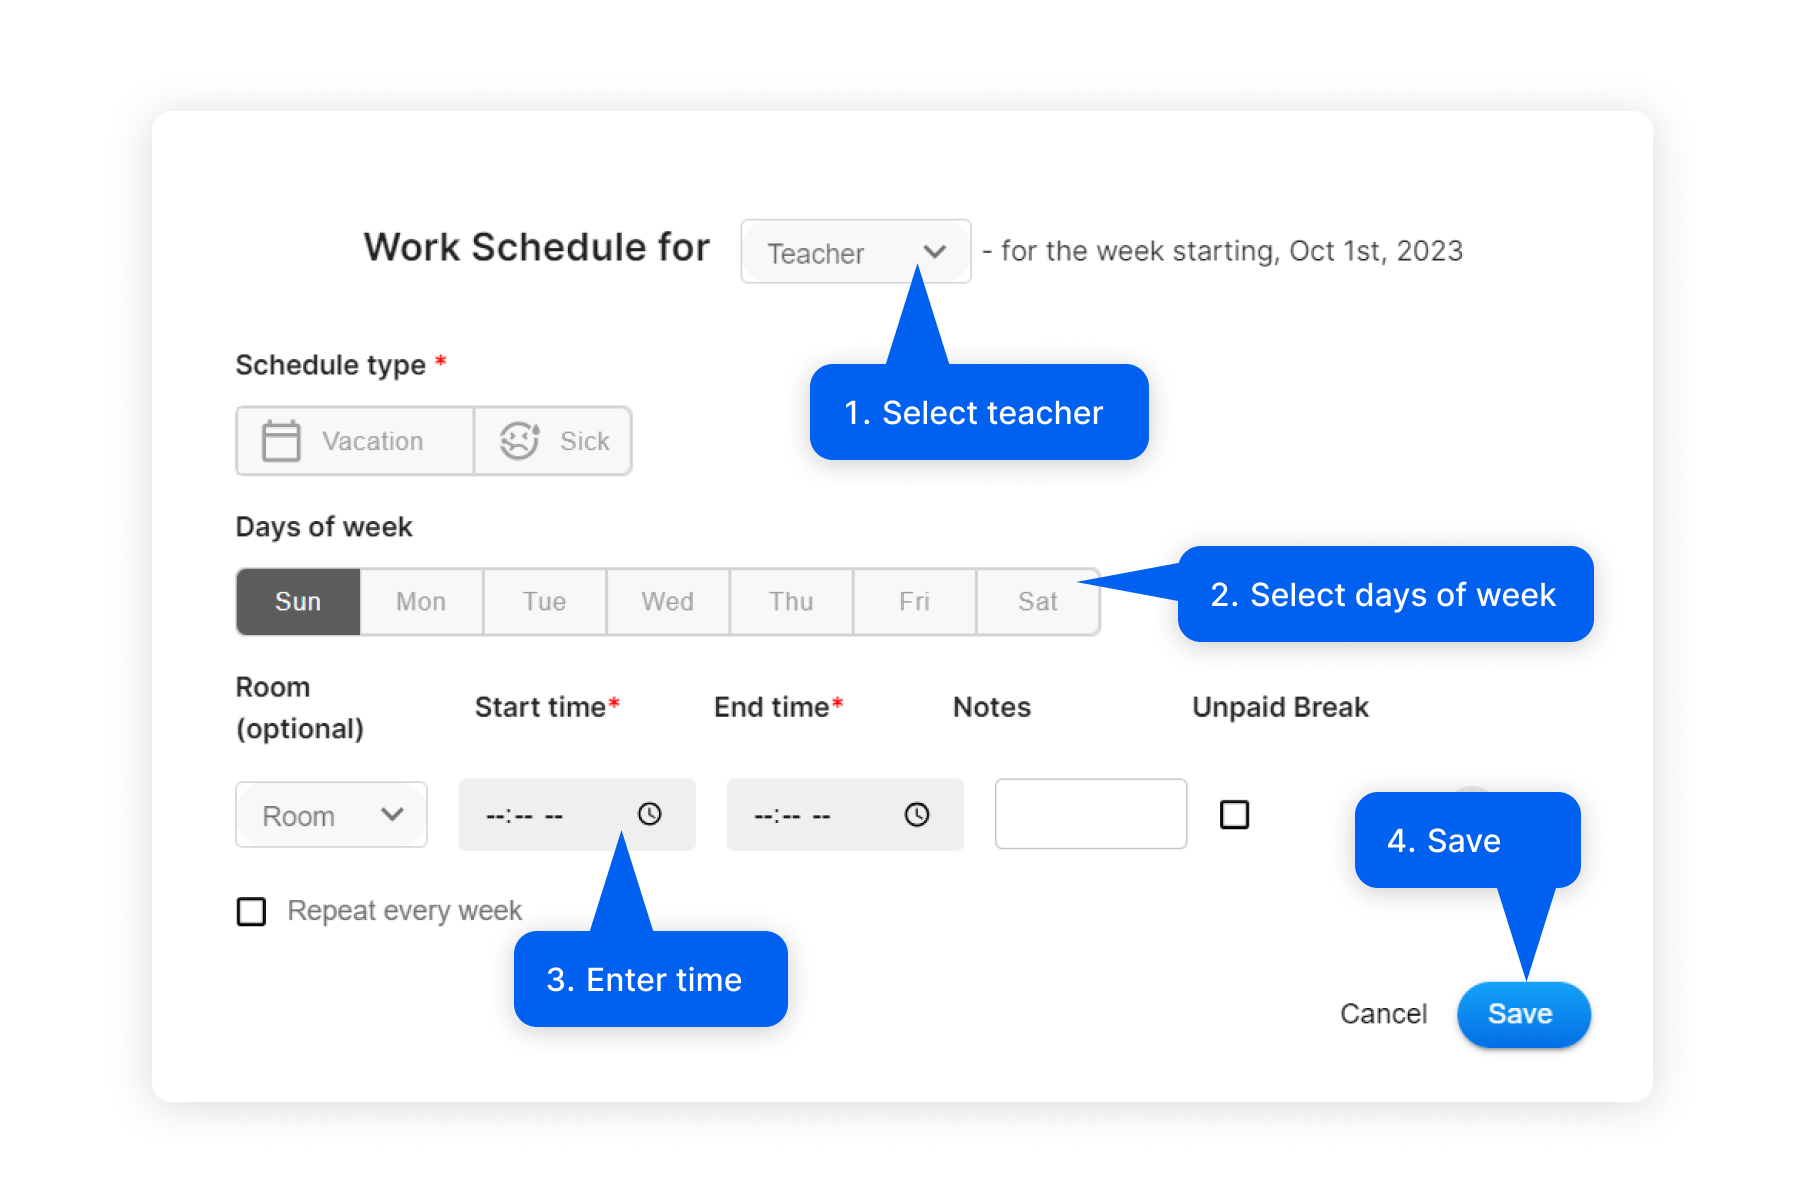 Work Schedule for Teacher - for the week starting, Oct 1st, 2023
1. Select teacher
Schedule type *
Vacation Sick
Days of week
Sun Mon Tue Wed Thu Fri Sat
2. Select days of week
Room (optional) Start time* End time* Notes Unpaid Break
Room --:-- -- --:-- --
4. Save
Repeat every week
3. Enter time
Cancel Save